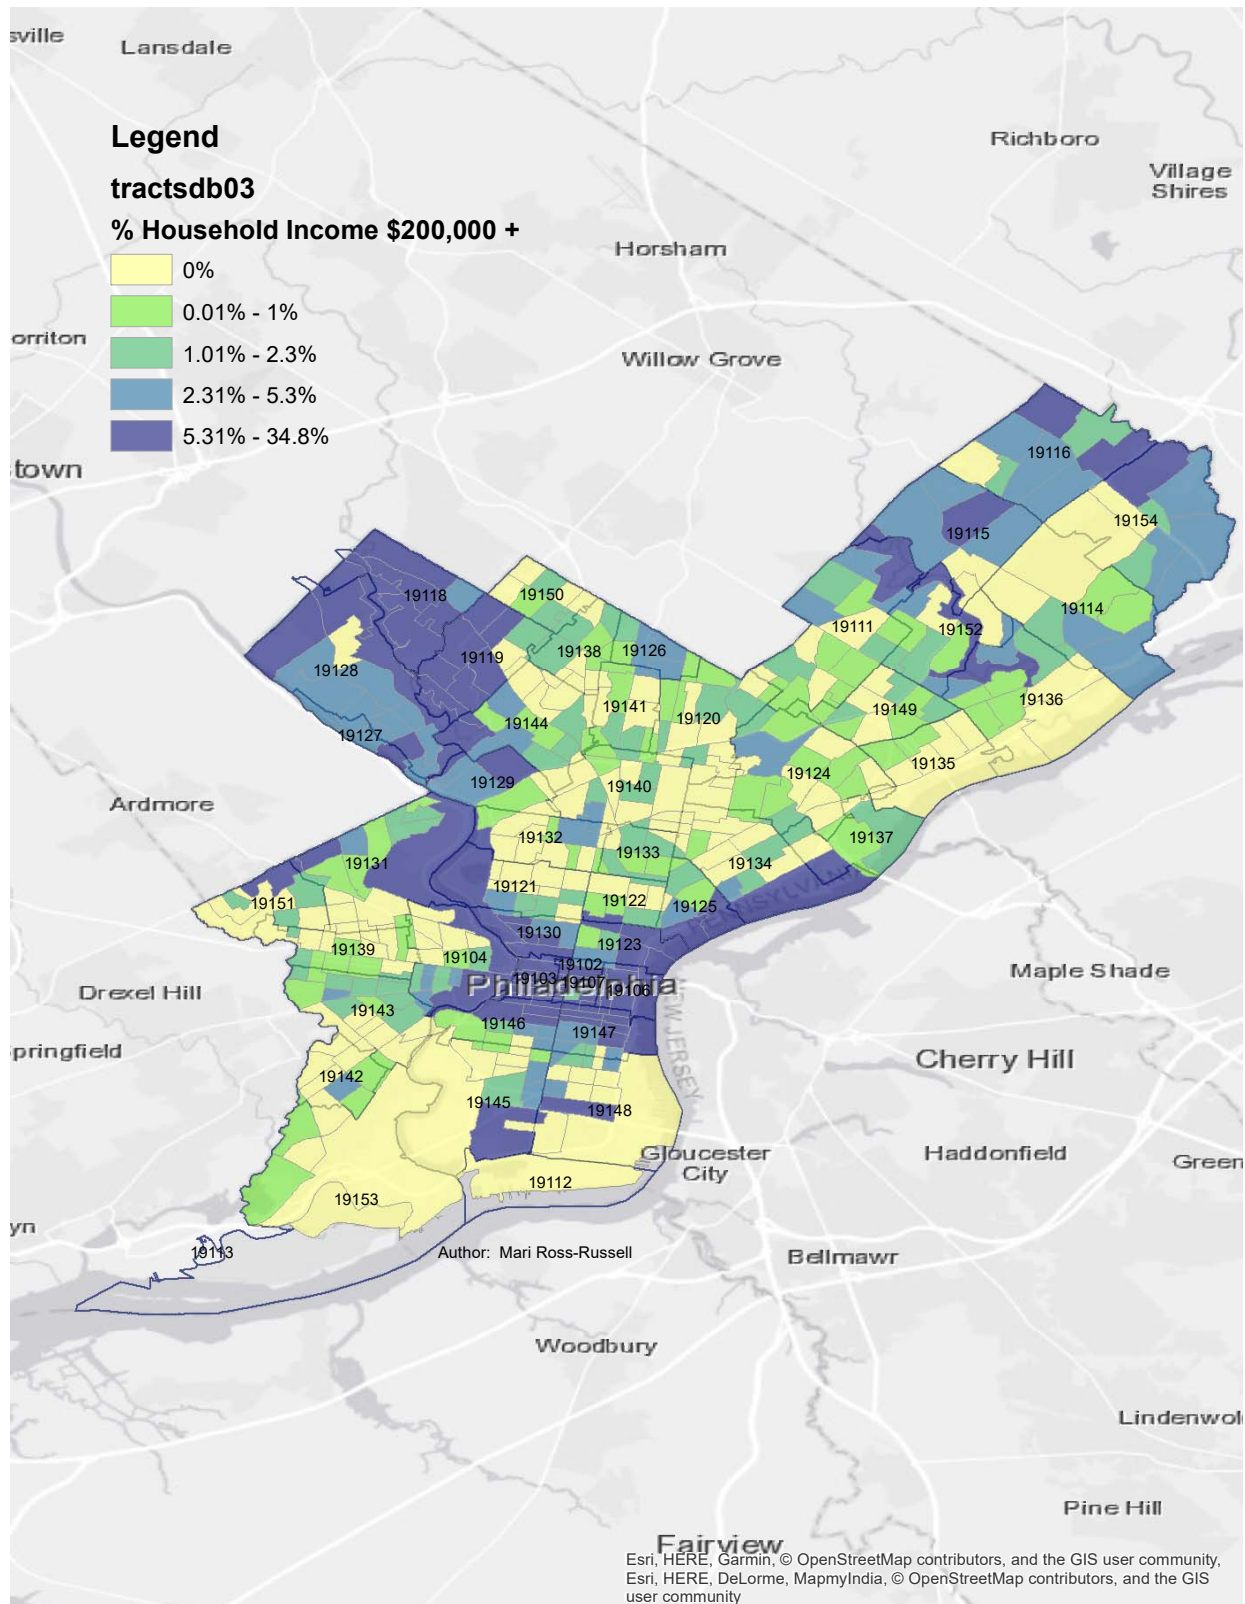 sville
Lansdale
Legend
tractsdb03
% Household Income $200,000 +
0%
0.01% - 1%
1.01% - 2.3%
2.31% - 5.3%
5.31% - 34.8%
Richboro
Village
Shires
Horsham
orriton
Willow Grove
stown
19116
19154
19115
19114
19118
19150
19111
19152
19119
19138
19126
19128
19136
19141
19120
19149
19144
19127
19135
19124
19129
19140
Ardmore
19132
19137
19133
19134
19131
PENNSYLVANIA
19121
19151
19122
19125
19130
19123
19139
19104
19102
19103
19107
19106
Philadelphia
Maple Shade
Drexel Hill
19143
NEW JERSEY
19146
19147
springfield
Cherry Hill
19142
19145
19148
Gloucester
City
Haddonfield
Green
19112
19153
yn
19113
Author: Mari Ross-Russell
Bellmawr
Woodbury
Lindenwol
Pine Hill
Fairview
Esri, HERE, Garmin, © OpenStreetMap contributors, and the GIS user community,
Esri, HERE, DeLorme, MapmyIndia, © OpenStreetMap contributors, and the GIS
user community